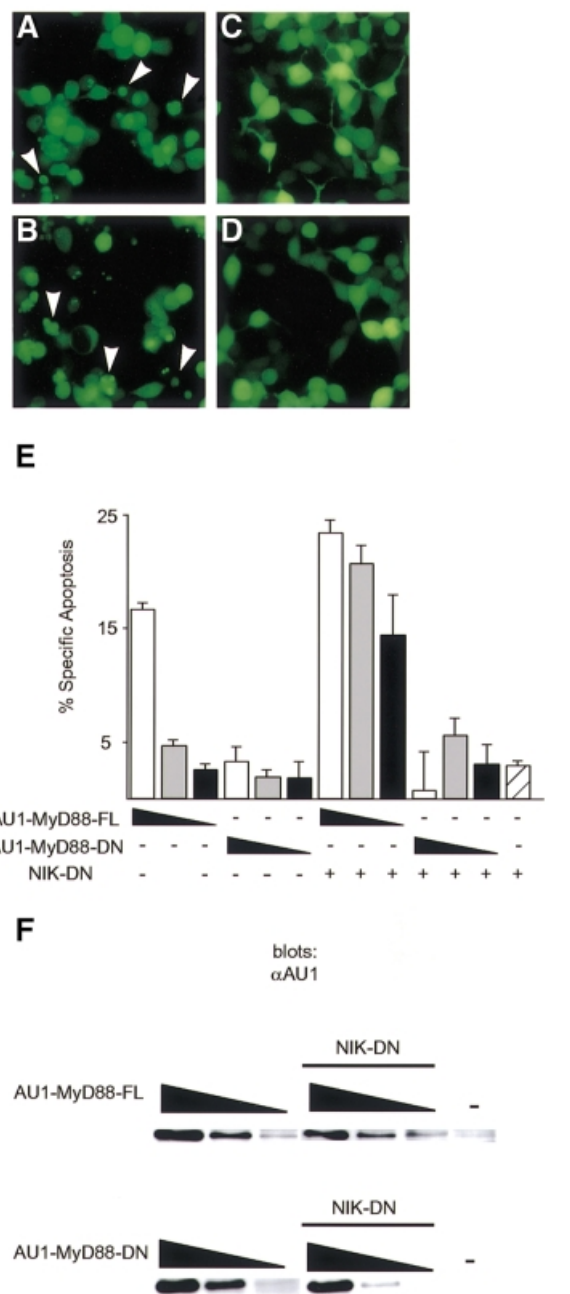 A C
B D
E
25
15
5
% Specific Apoptosis
AU1-MyD88-FL - - - - - - -
AU1-MyD88-DN - - - - - - -
NIK-DN - - - - - + + + + + + +
F
blots:
αAU1
NIK-DN
AU1-MyD88-FL -
NIK-DN
AU1-MyD88-DN -